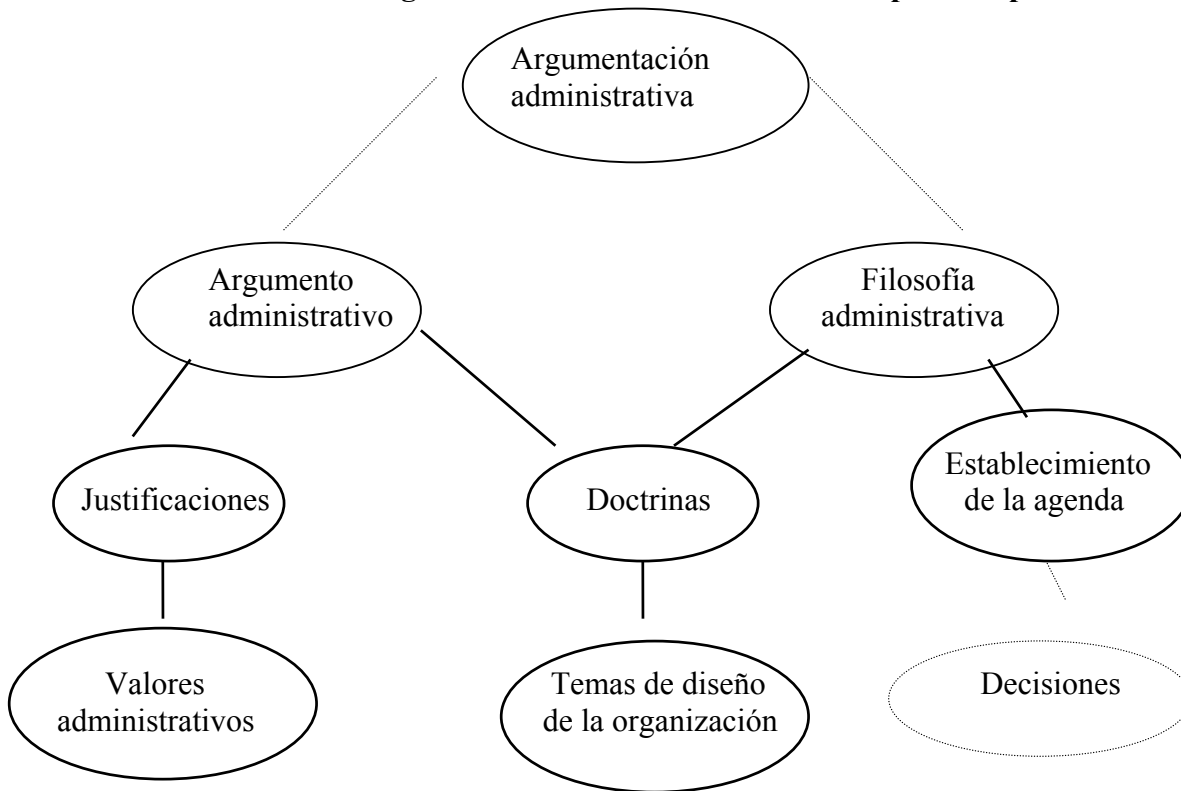 Argumentación
administrativa
Argumento
administrativo
Filosofía
administrativa
Justificaciones
Doctrinas
Establecimiento
de la agenda
Valores
administrativos
Temas de diseño
de la organización
Decisiones